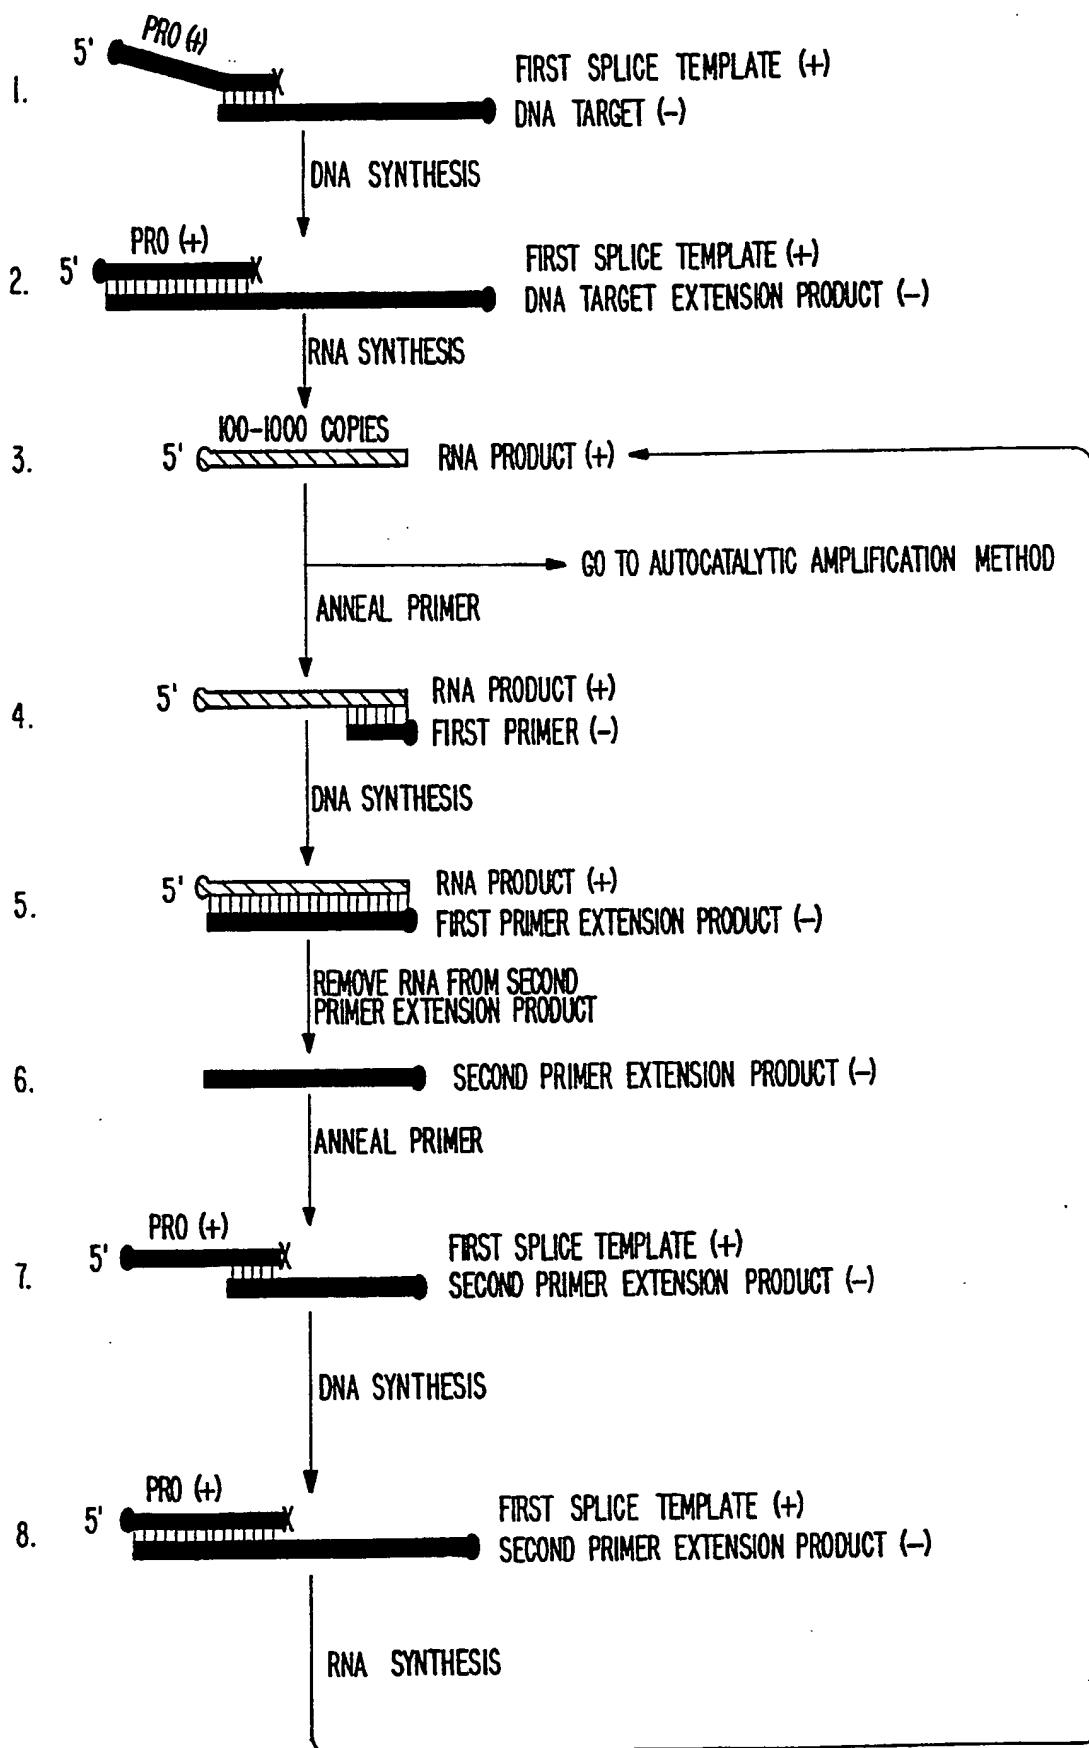 PRO (+)
5'
1.
FIRST SPLICE TEMPLATE (+)
DNA TARGET (-)
DNA SYNTHESIS
PRO (+)
5'
2.
FIRST SPLICE TEMPLATE (+)
DNA TARGET EXTENSION PRODUCT (-)
RNA SYNTHESIS
100-1000 COPIES
3.
5'
RNA PRODUCT (+)
GO TO AUTOCATALYTIC AMPLIFICATION METHOD
ANNEAL PRIMER
4.
5'
RNA PRODUCT (+)
FIRST PRIMER (-)
DNA SYNTHESIS
5.
5'
RNA PRODUCT (+)
FIRST PRIMER EXTENSION PRODUCT (-)
REMOVE RNA FROM SECOND
PRIMER EXTENSION PRODUCT
6.
SECOND PRIMER EXTENSION PRODUCT (-)
ANNEAL PRIMER
PRO (+)
5'
7.
FIRST SPLICE TEMPLATE (+)
SECOND PRIMER EXTENSION PRODUCT (-)
DNA SYNTHESIS
PRO (+)
5'
8.
FIRST SPLICE TEMPLATE (+)
SECOND PRIMER EXTENSION PRODUCT (-)
RNA SYNTHESIS